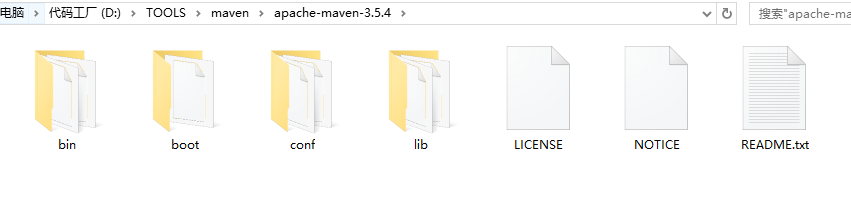 电脑 › 代码工厂 (D:) › TOOLS › maven › apache-maven-3.5.4 ›
搜索"apache-ma
bin
boot
conf
lib
LICENSE
NOTICE
README.txt